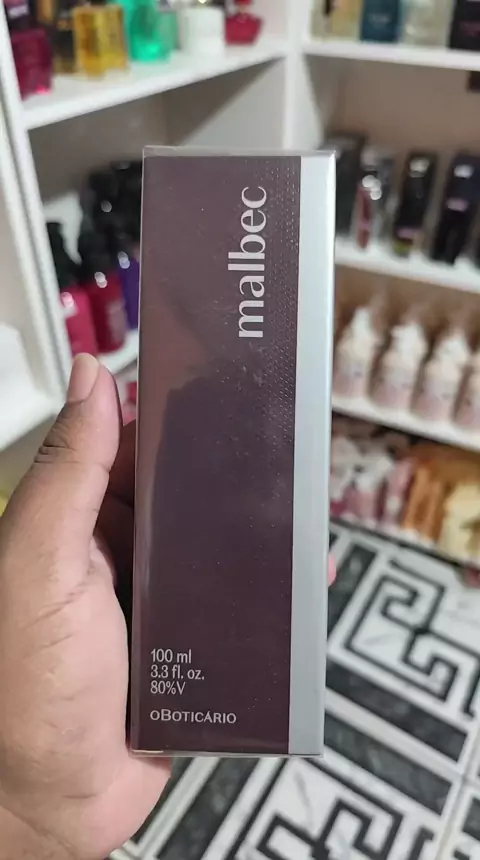 malbec
100 ml
3.3 fl. oz.
80%V
oBOTICÁRIO